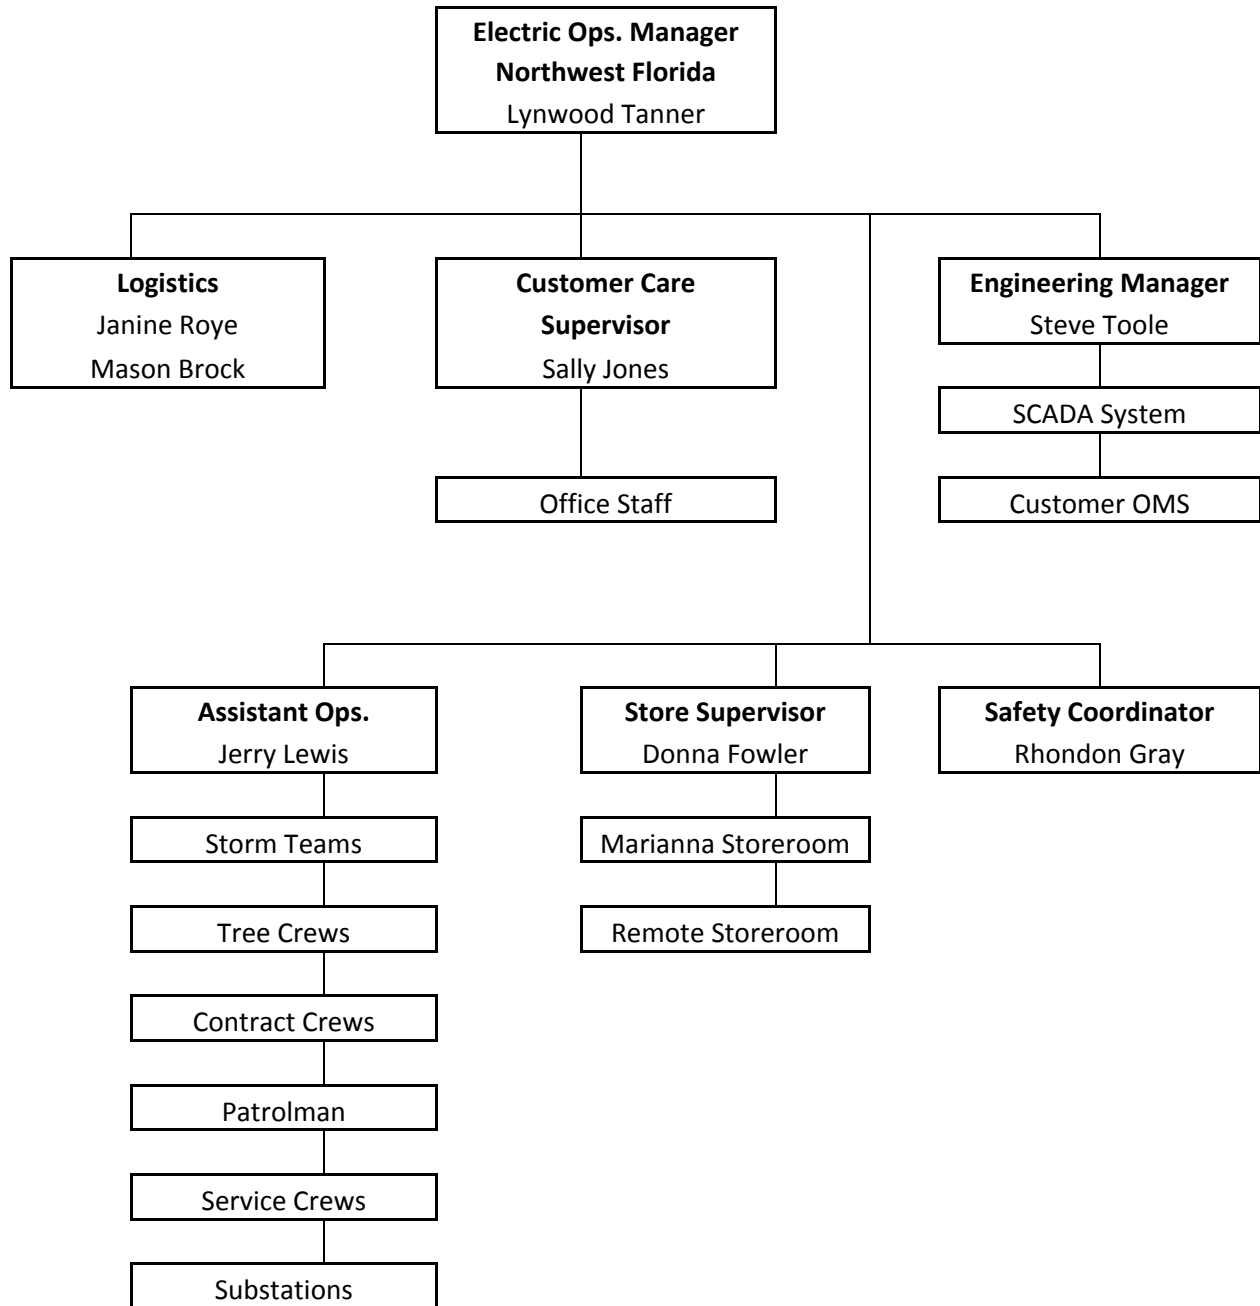 Electric Ops. Manager
Northwest Florida
Lynwood Tanner
Logistics
Janine Roye
Mason Brock
Customer Care
Supervisor
Sally Jones
Engineering Manager
Steve Toole
SCADA System
Office Staff
Customer OMS
Assistant Ops.
Jerry Lewis
Store Supervisor
Donna Fowler
Safety Coordinator
Rhondon Gray
Storm Teams
Marianna Storeroom
Tree Crews
Remote Storeroom
Contract Crews
Patrolman
Service Crews
Substations